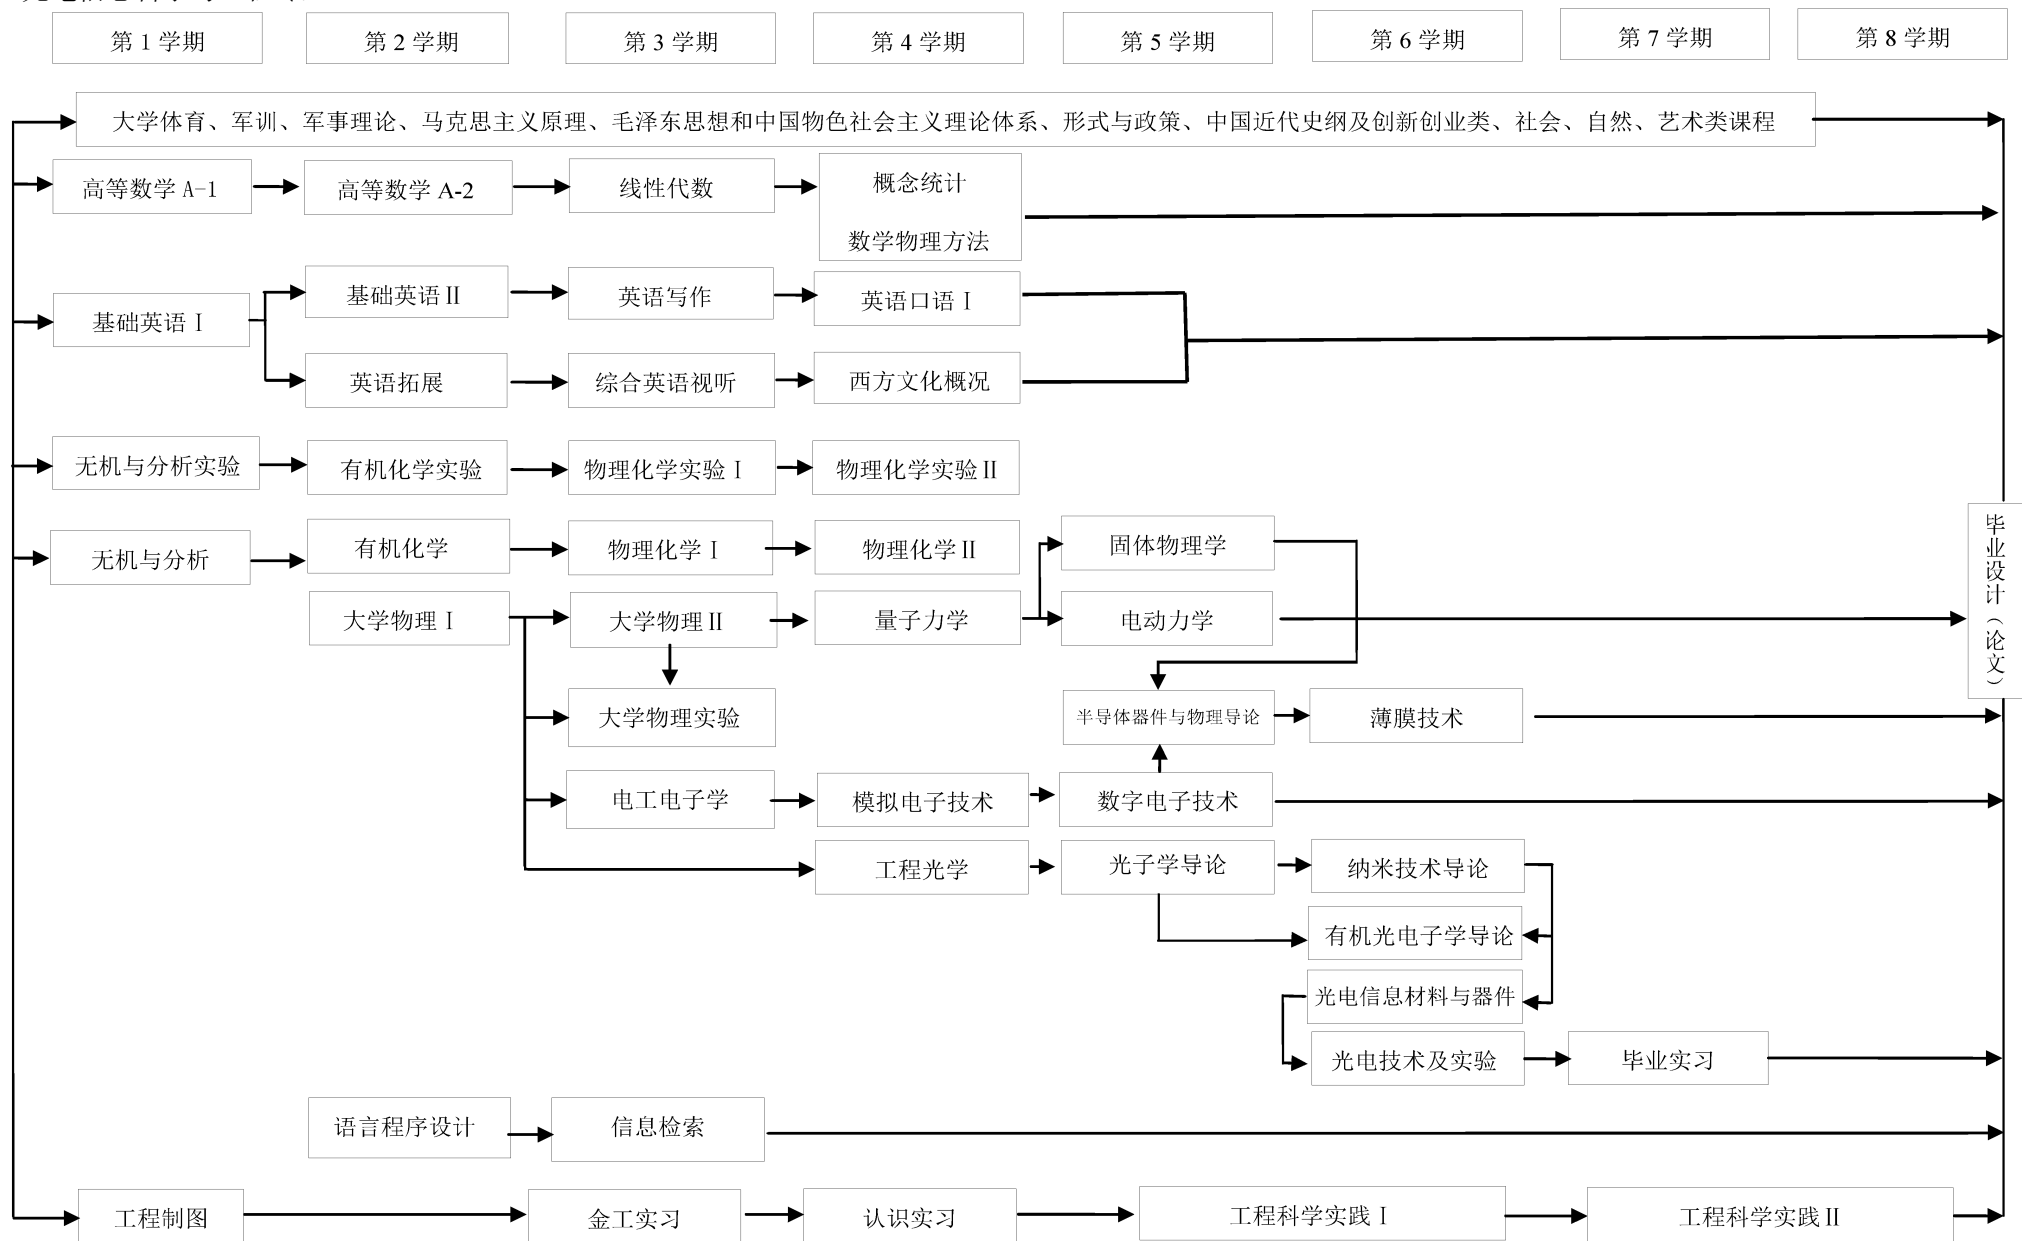 第 1 学期
第 2 学期
第 3 学期
第 4 学期
第 5 学期
第 6 学期
第 7 学期
第 8 学期
大学体育、军训、军事理论、马克思主义原理、毛泽东思想和中国物色社会主义理论体系、形式与政策、中国近代史纲及创新创业类、社会、自然、艺术类课程
高等数学 A-1
高等数学 A-2
线性代数
概念统计
数学物理方法
基础英语Ⅰ
基础英语Ⅱ
英语写作
英语口语Ⅰ
英语拓展
综合英语视听
西方文化概况
无机与分析实验
有机化学实验
物理化学实验Ⅰ
物理化学实验Ⅱ
无机与分析
有机化学
物理化学Ⅰ
物理化学Ⅱ
固体物理学
大学物理Ⅰ
大学物理Ⅱ
量子力学
电动力学
毕业设计（论文）
大学物理实验
半导体器件与物理导论
薄膜技术
电工电子学
模拟电子技术
数字电子技术
工程光学
光子学导论
纳米技术导论
有机光电子学导论
光电信息材料与器件
光电技术及实验
毕业实习
语言程序设计
信息检索
工程制图
金工实习
认识实习
工程科学实践Ⅰ
工程科学实践Ⅱ